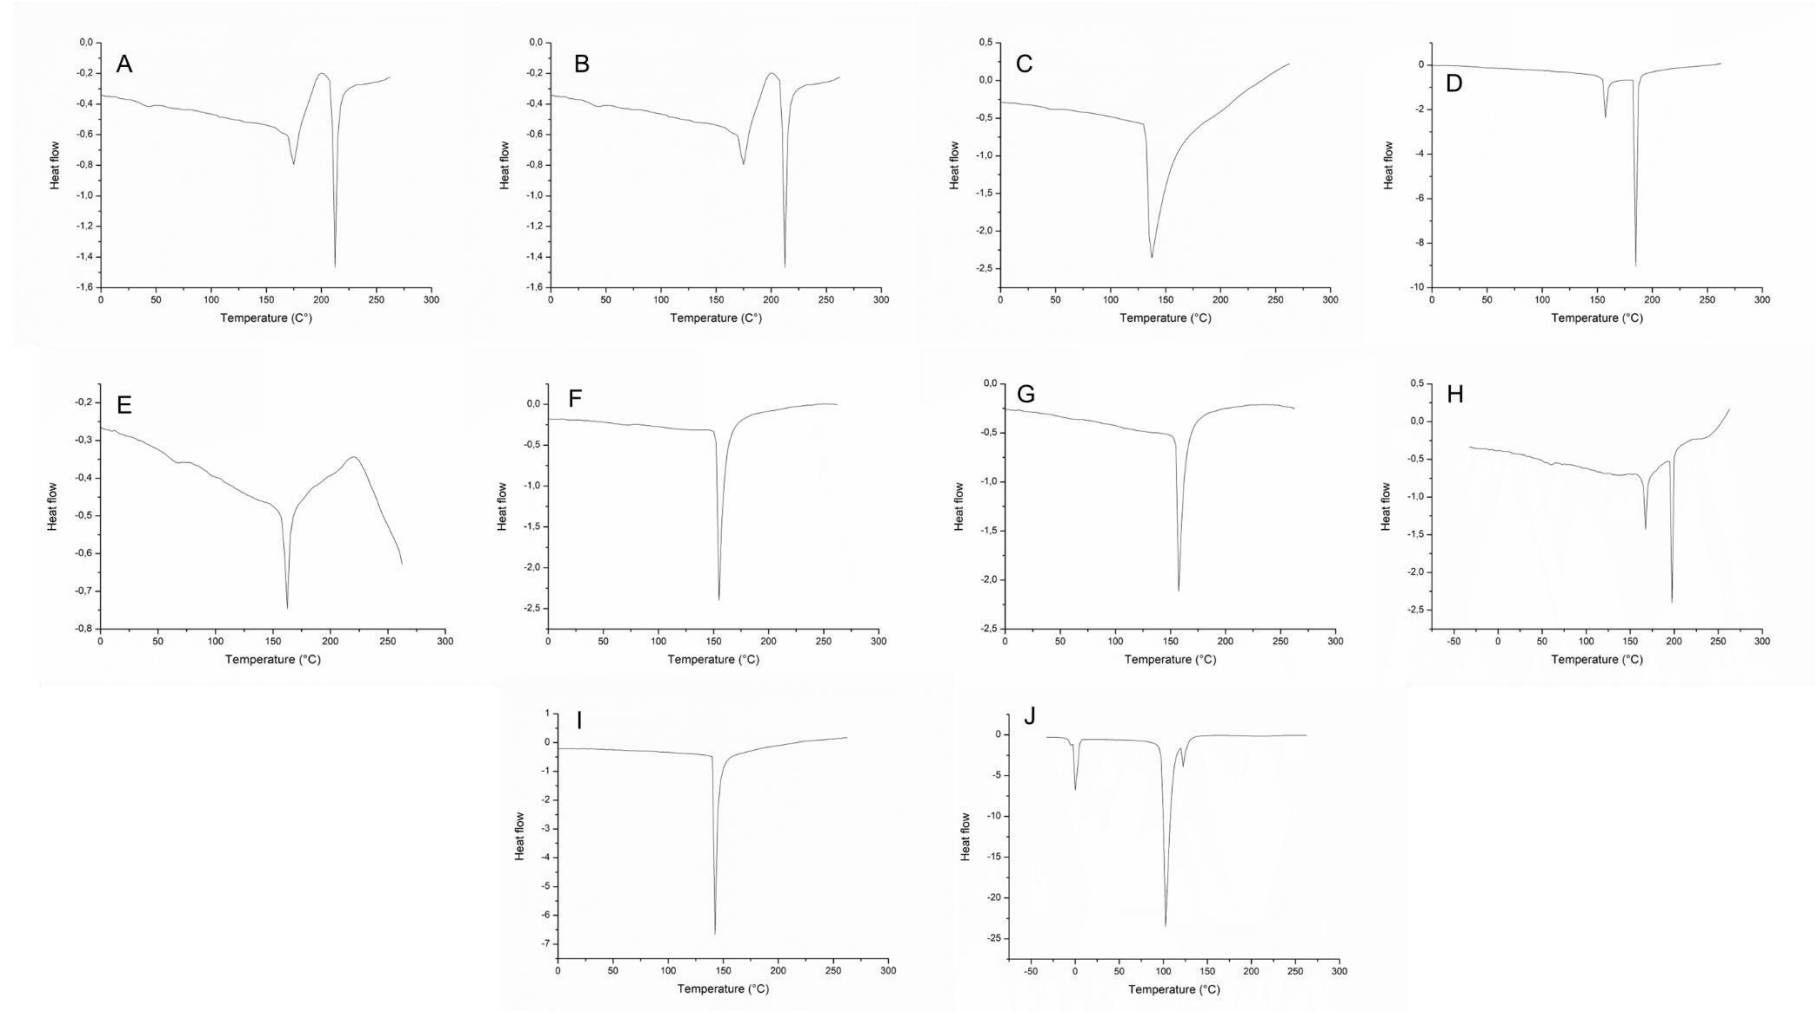 A
0,0
-0,2
-0,4
-0,6
-0,8
-1,0
-1,2
-1,4
-1,6
Heat flow
0 50 100 150 200 250 300
Temperature (C°)
B
0,0
-0,2
-0,4
-0,6
-0,8
-1,0
-1,2
-1,4
-1,6
Heat flow
0 50 100 150 200 250 300
Temperature (C°)
C
0,5
0,0
-0,5
-1,0
-1,5
-2,0
-2,5
Heat flow
0 50 100 150 200 250 300
Temperature (°C)
D
0
-2
-4
-6
-8
-10
Heat flow
0 50 100 150 200 250 300
Temperature (°C)
E
-0,2
-0,3
-0,4
-0,5
-0,6
-0,7
-0,8
Heat flow
0 50 100 150 200 250 300
Temperature (°C)
F
0,0
-0,5
-1,0
-1,5
-2,0
-2,5
Heat flow
0 50 100 150 200 250 300
Temperature (°C)
G
0,0
-0,5
-1,0
-1,5
-2,0
-2,5
Heat flow
0 50 100 150 200 250 300
Temperature (°C)
H
0,5
0,0
-0,5
-1,0
-1,5
-2,0
-2,5
Heat flow
-50 0 50 100 150 200 250 300
Temperature (°C)
I
1
0
-1
-2
-3
-4
-5
-6
-7
Heat flow
0 50 100 150 200 250 300
Temperature (°C)
J
0
-5
-10
-15
-20
-25
Heat flow
-50 0 50 100 150 200 250 300
Temperature (°C)